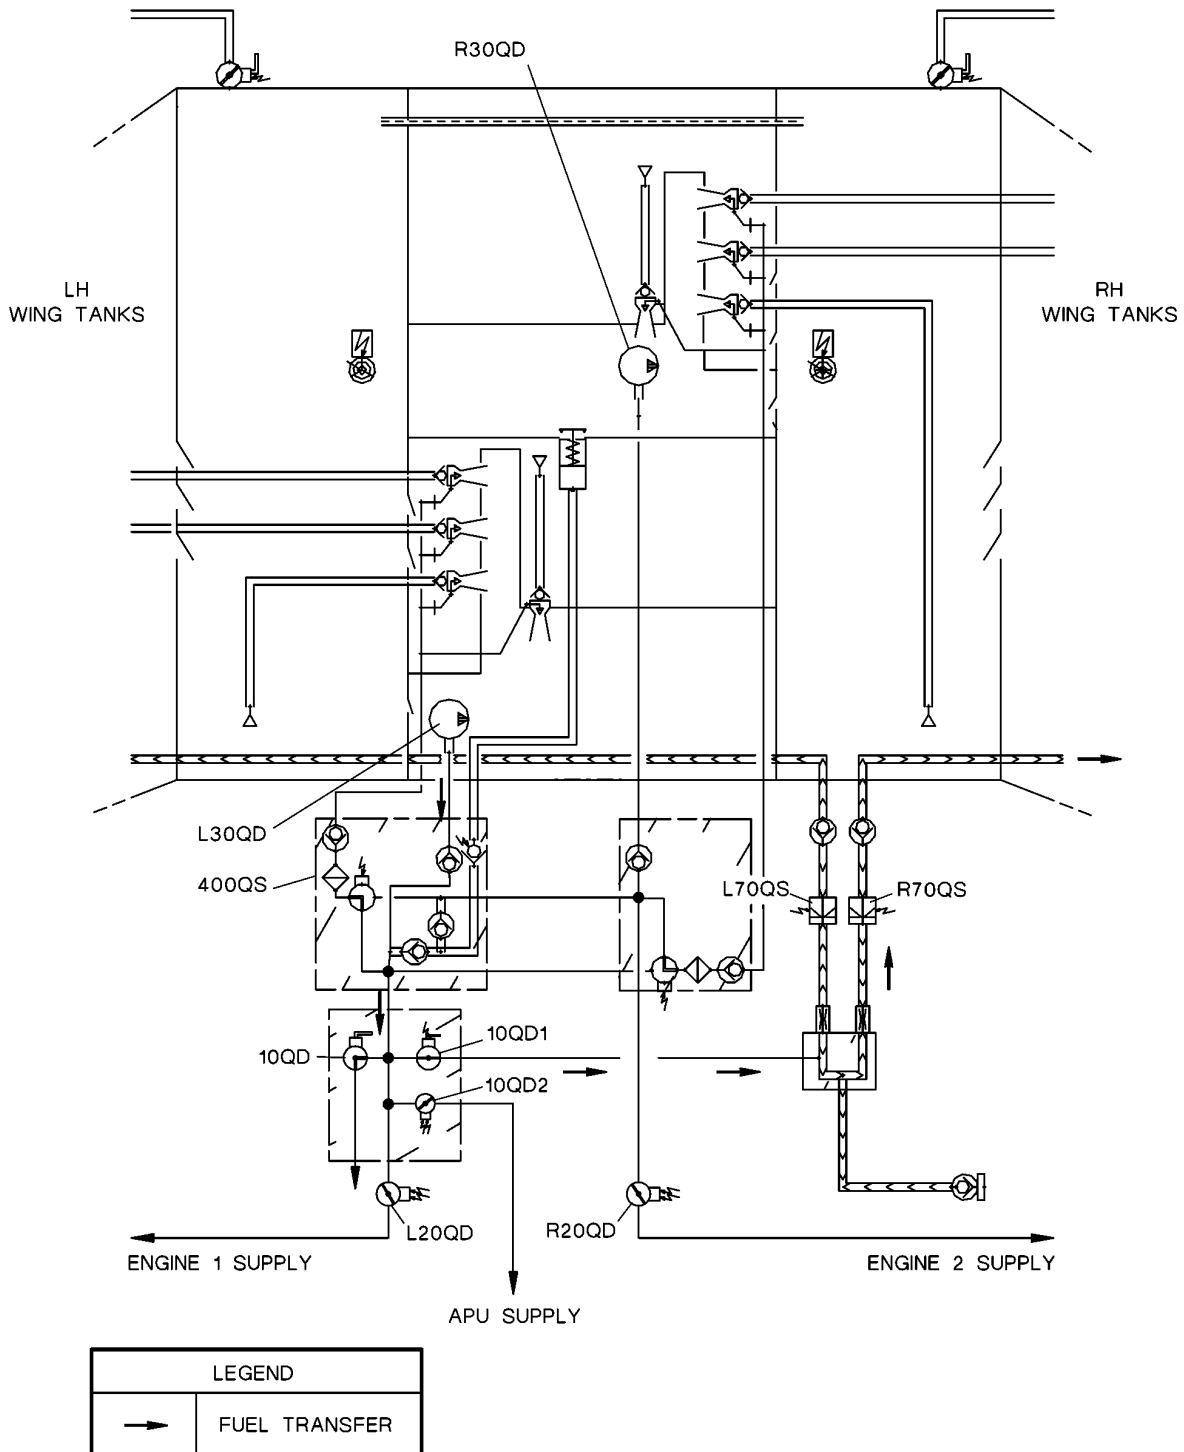 R30QD
LH
WING TANKS
RH
WING TANKS
L30QD
400QS
L70QS
R70QS
10QD
10QD1
10QD2
L20QD
R20QD
ENGINE 1 SUPPLY
ENGINE 2 SUPPLY
APU SUPPLY
LEGEND
FUEL TRANSFER